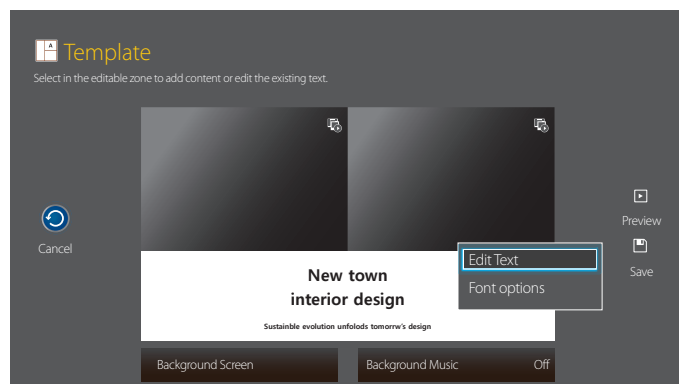 A
Template
Select in the editable zone to add content or edit the existing text.
Cancel
Preview
Save
Edit Text
Font options
New town
interior design
Sustainble evolution unfolods tomorrw's design
Background Screen
Background Music Off